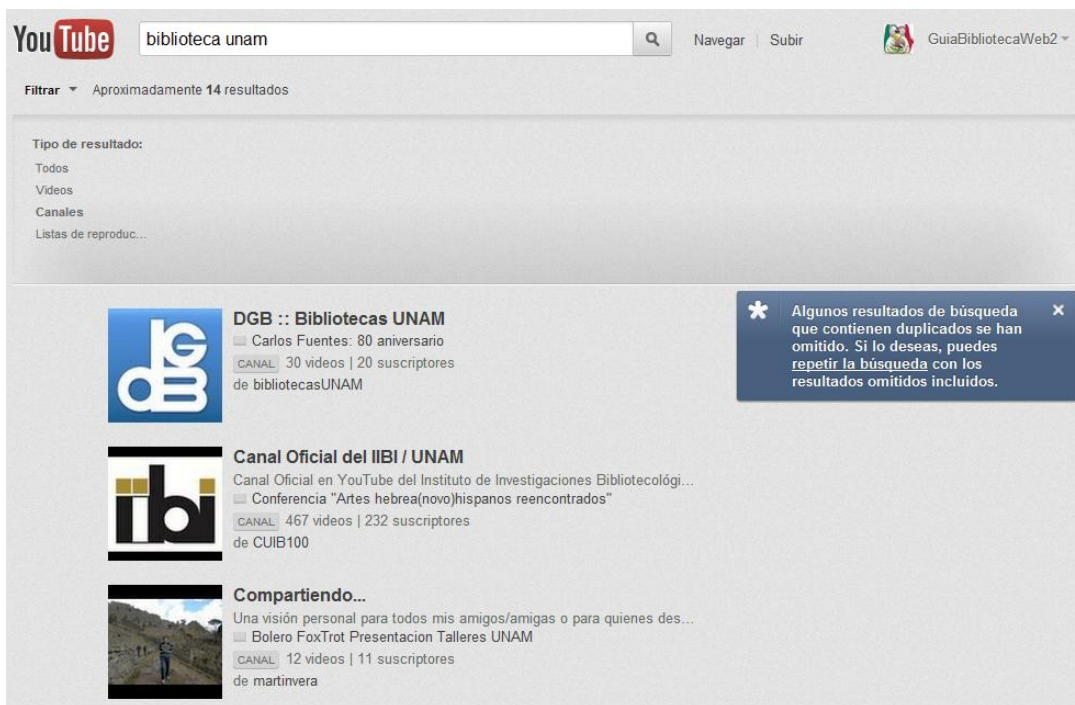 YouTube
biblioteca unam
Navegar | Subir
GuiaBibliotecaWeb2
Filtrar Aproximadamente 14 resultados
Tipo de resultado:
Todos
Videos
Canales
Listas de reproduc...
DGB
DGB :: Bibliotecas UNAM
Carlos Fuentes: 80 aniversario
CANAL 30 videos | 20 suscriptores
de bibliotecasUNAM
Algunos resultados de búsqueda
que contienen duplicados se han
omitido. Si lo deseas, puedes
repetir la búsqueda con los
resultados omitidos incluidos.
iibi
Canal Oficial del IIBI / UNAM
Canal Oficial en YouTube del Instituto de Investigaciones Bibliotecológi...
Conferencia "Artes hebrea(novo)hispanos reencontrados"
CANAL 467 videos | 232 suscriptores
de CUIB100
Compartiendo...
Una visión personal para todos mis amigos/amigas o para quienes des...
Bolero FoxTrot Presentacion Talleres UNAM
CANAL 12 videos | 11 suscriptores
de martinvera